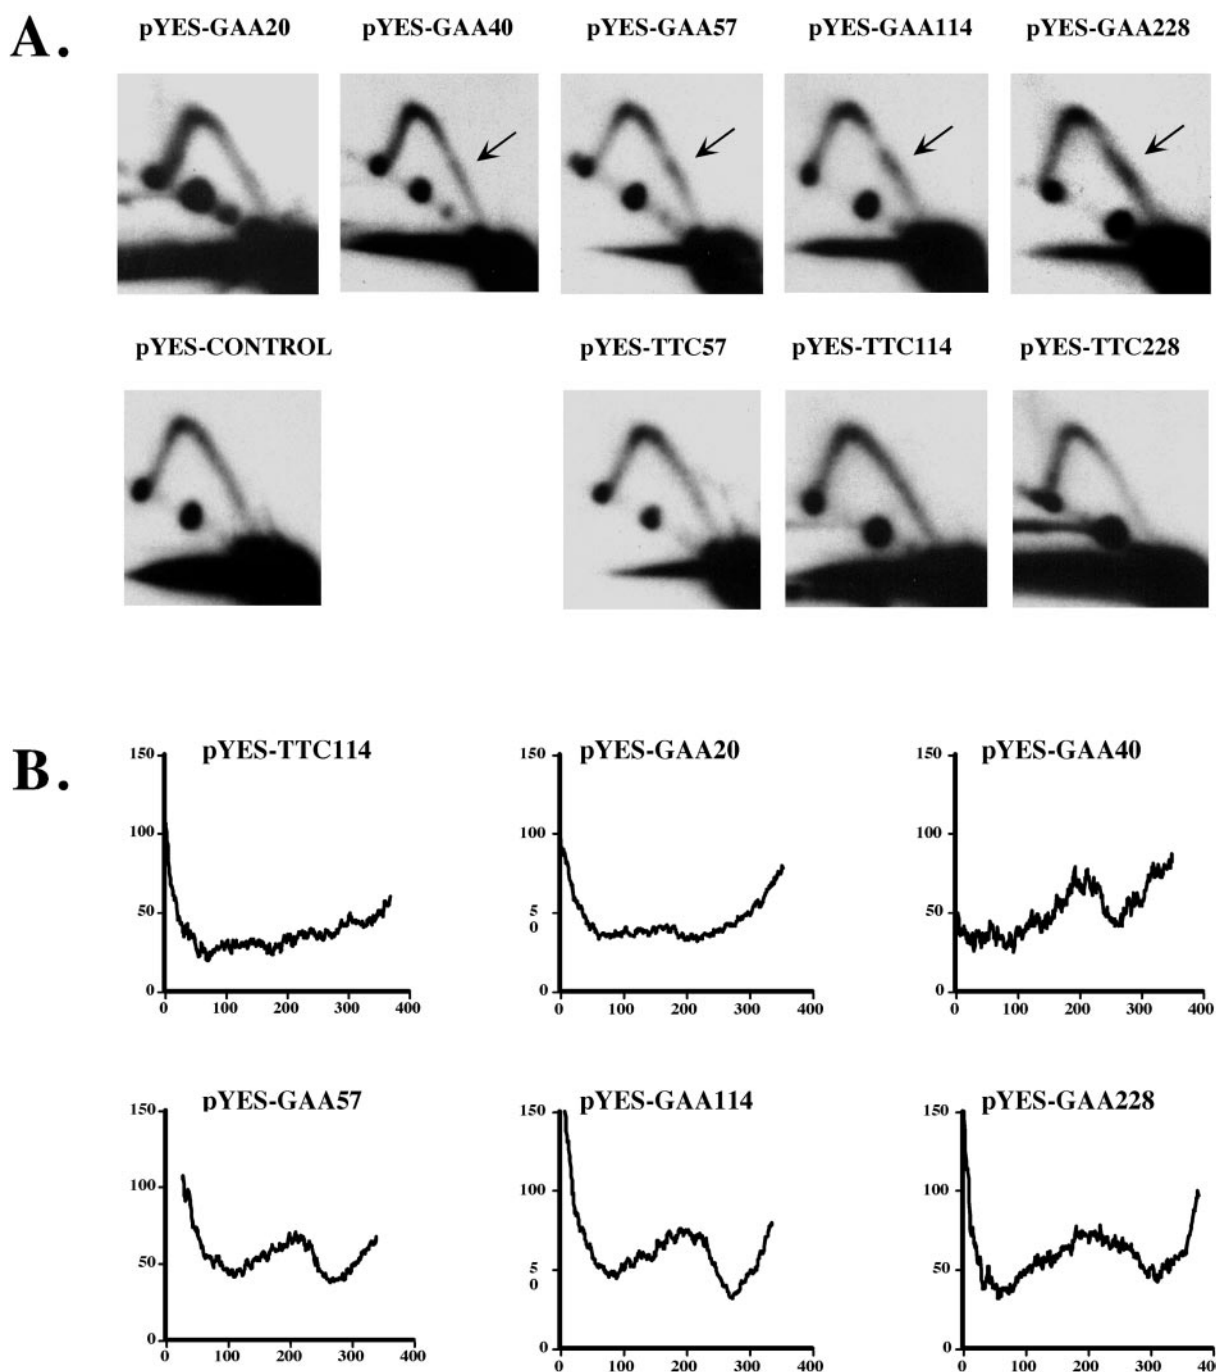 A.
pYES-GAA20 pYES-GAA40 pYES-GAA57 pYES-GAA114 pYES-GAA228
pYES-CONTROL pYES-TTC57 pYES-TTC114 pYES-TTC228
B.
pYES-TTC114 pYES-GAA20 pYES-GAA40
150 150 150
100 100 100
50 5 50
0
0 0 0
0 100 200 300 400 0 100 200 300 400 0 100 200 300 400
pYES-GAA57 pYES-GAA114 pYES-GAA228
150 150 150
100 100 100
50 5 50
0
0 0 0
0 100 200 300 400 0 100 200 300 400 0 100 200 300 40